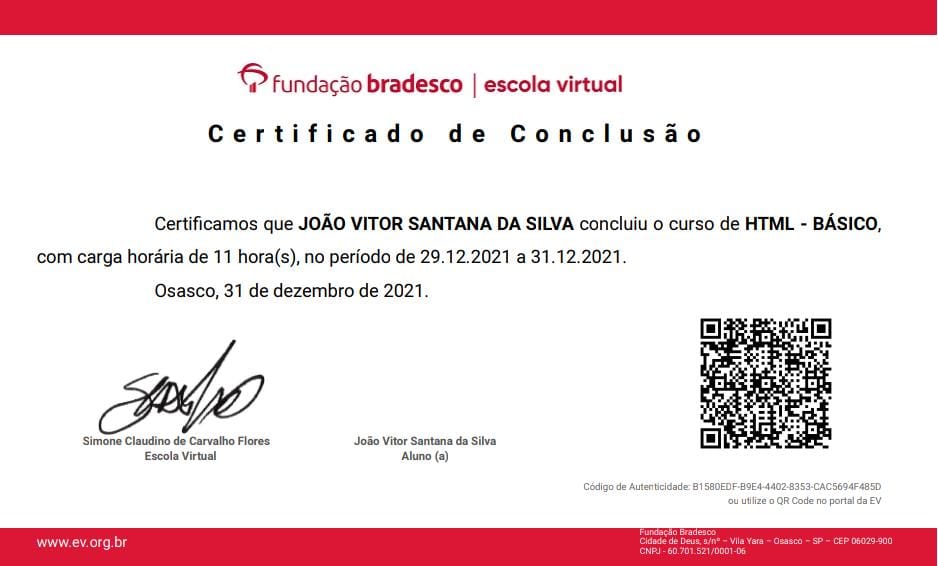 fundação bradesco | escola virtual
Certificado de Conclusão
Certificamos que JOÃO VITOR SANTANA DA SILVA concluiu o curso de HTML - BÁSICO,
com carga horária de 11 hora(s), no período de 29.12.2021 a 31.12.2021.
Osasco, 31 de dezembro de 2021.
Simone Claudino de Carvalho Flores
Escola Virtual
João Vitor Santana da Silva
Aluno (a)
Código de Autenticidade: B1580EDF-B9E4-4402-8353-CAC5694F485D
ou utilize o QR Code no portal da EV
www.ev.org.br
Fundação Bradesco
Cidade de Deus, s/nº – Vila Yara – Osasco – SP – CEP 06029-900
CNPJ - 60.701.521/0001-06